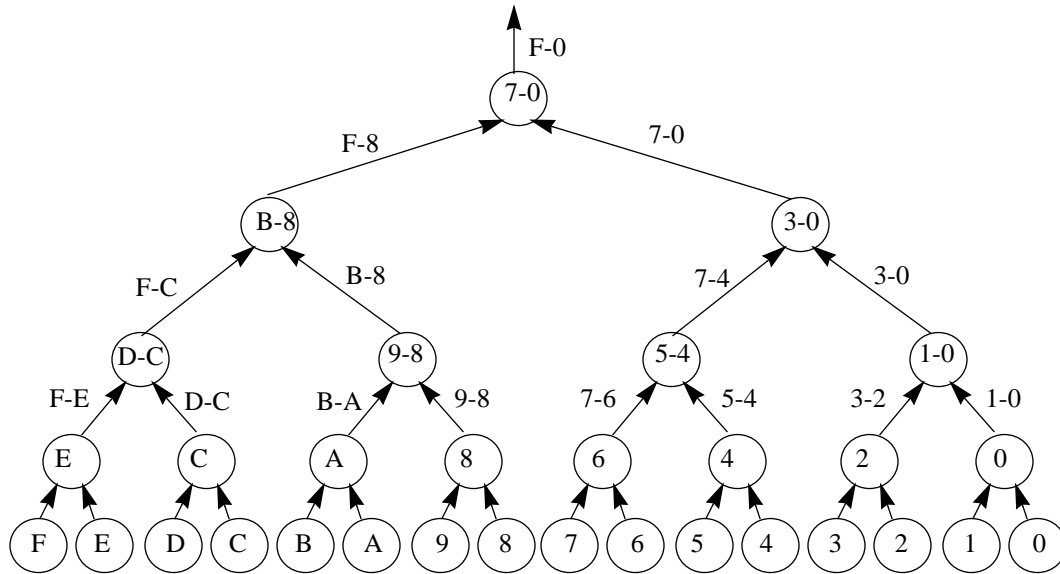 F-0
7-0
F-8 7-0
B-8 3-0
F-C B-8 7-4 3-0
D-C 9-8 5-4 1-0
F-E D-C B-A 9-8 7-6 5-4 3-2 1-0
E C A 8 6 4 2 0
F E D C B A 9 8 7 6 5 4 3 2 1 0